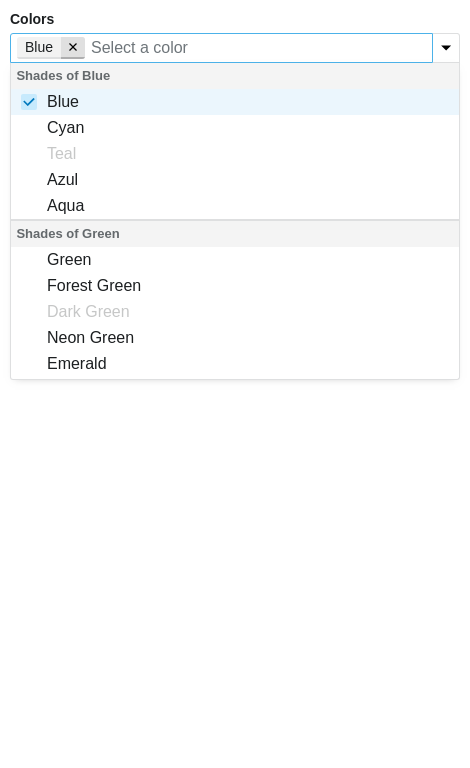 Colors
Blue ✕ Select a color
Shades of Blue
Blue
Cyan
Teal
Azul
Aqua
Shades of Green
Green
Forest Green
Dark Green
Neon Green
Emerald